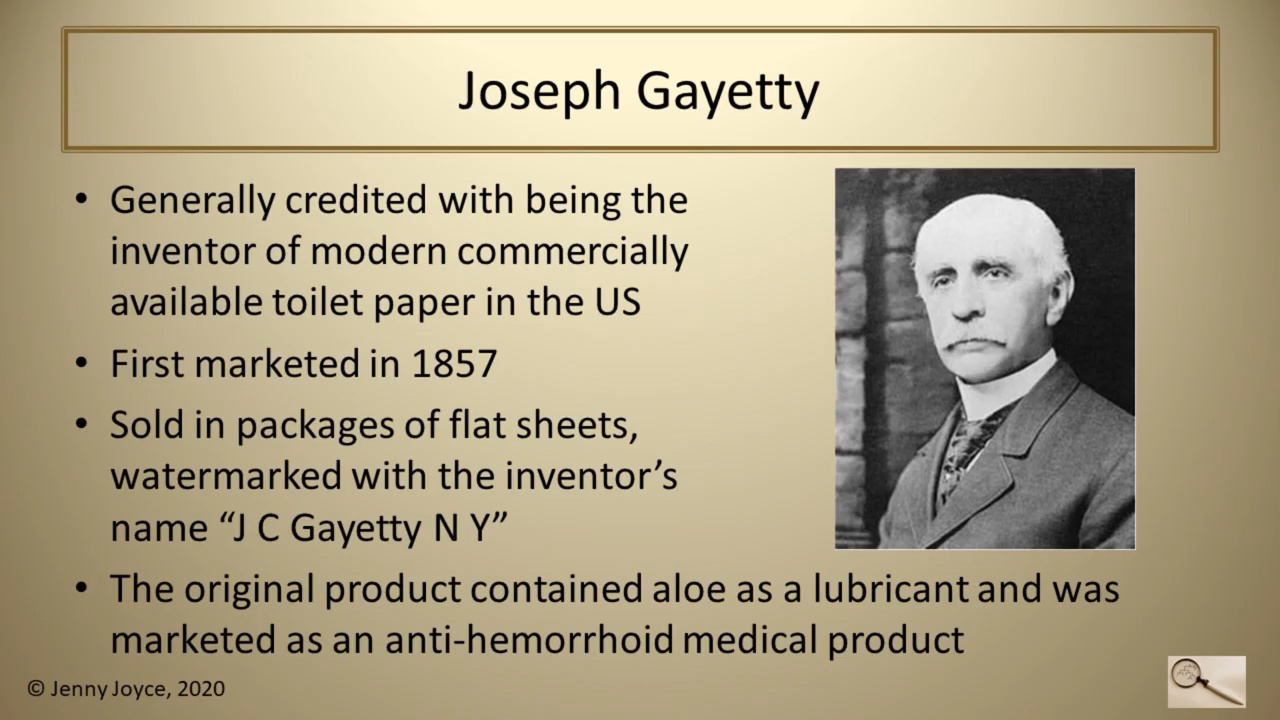 Joseph Gayetty
• Generally credited with being the
inventor of modern commercially
available toilet paper in the US
• First marketed in 1857
• Sold in packages of flat sheets,
watermarked with the inventor’s
name “J C Gayetty N Y”
• The original product contained aloe as a lubricant and was
marketed as an anti-hemorrhoid medical product
© Jenny Joyce, 2020